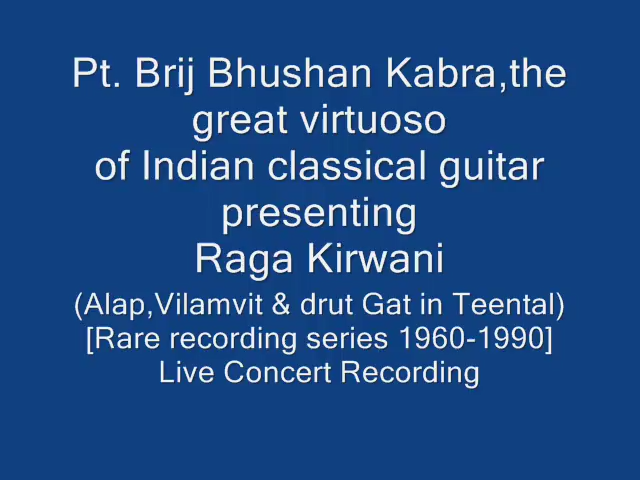 Pt. Brij Bhushan Kabra,the
great virtuoso
of Indian classical guitar
presenting
Raga Kirwani
(Alap,Vilamvit & drut Gat in Teental)
[Rare recording series 1960-1990]
Live Concert Recording